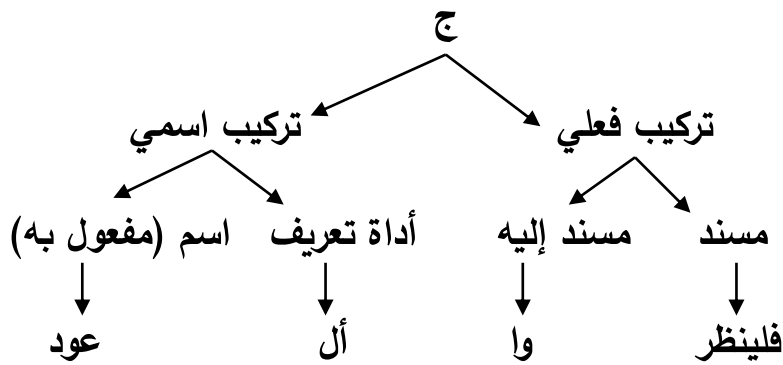 ج
تركيب فعلي تركيب اسمي
مسند مسند إليه أداة تعريف اسم (مفعول به)
فلينظر وا أل عود